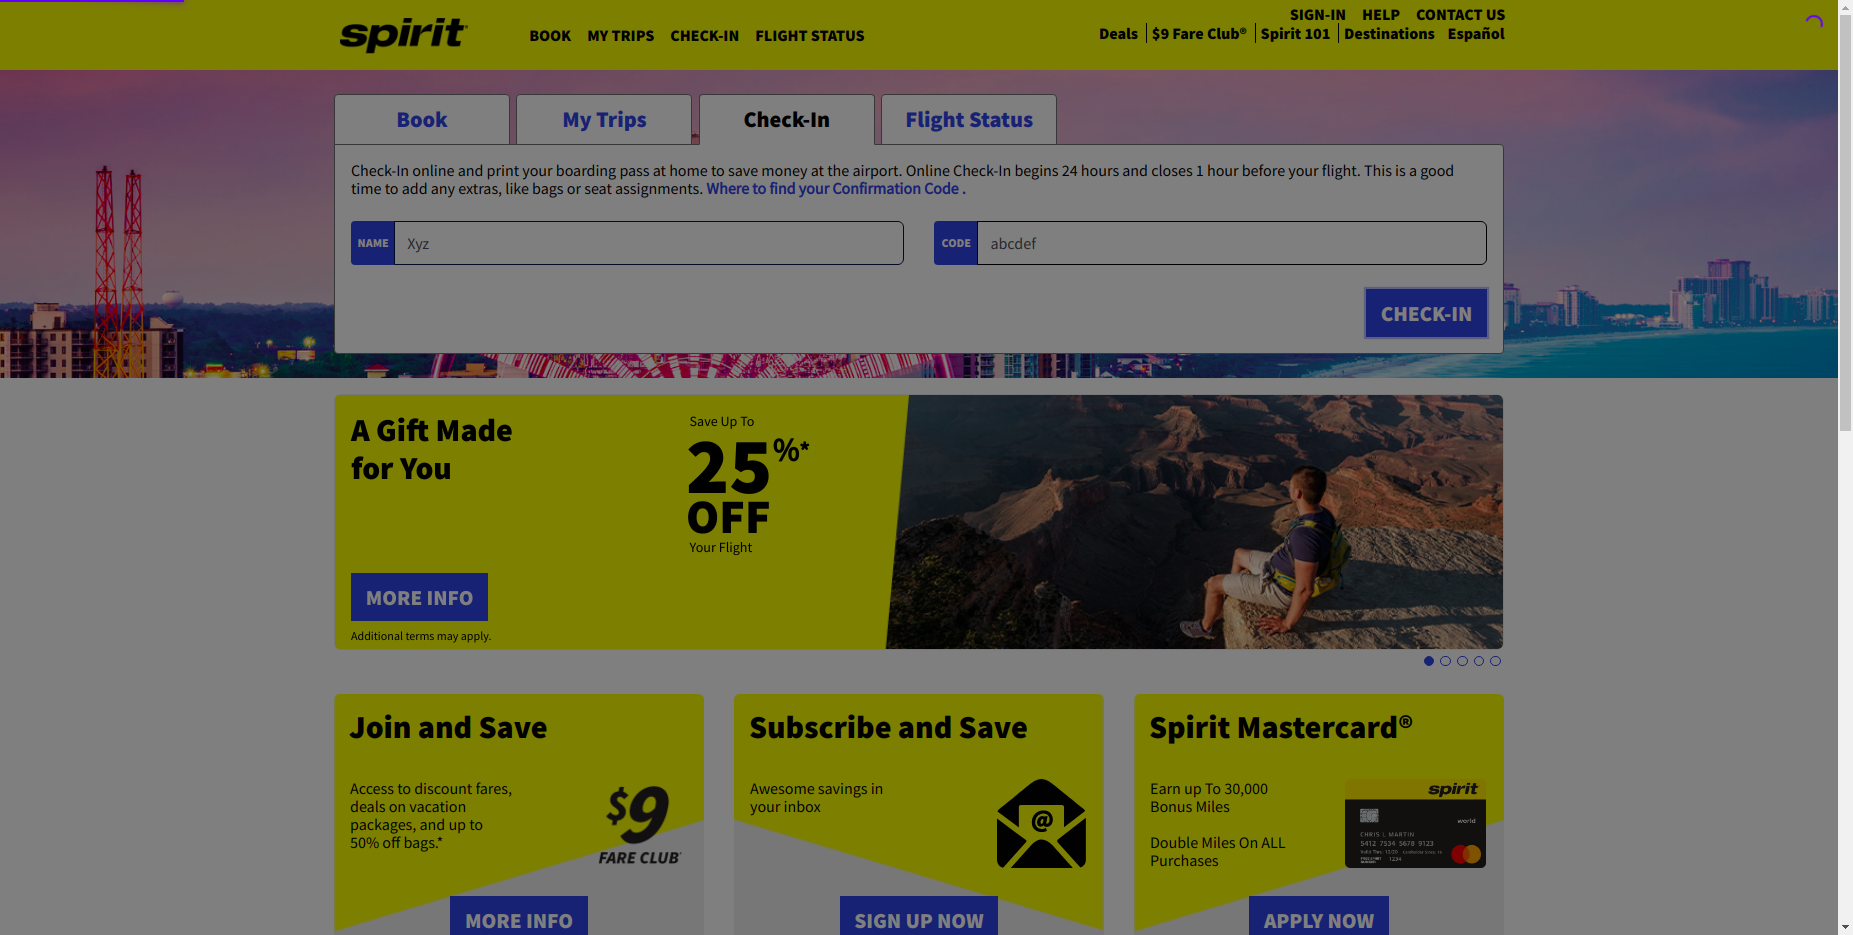 spirit
BOOK MY TRIPS CHECK-IN FLIGHT STATUS
SIGN-IN HELP CONTACT US
Deals $9 Fare Club® Spirit 101 Destinations Español
Book
My Trips
Check-In
Flight Status
Check-In online and print your boarding pass at home to save money at the airport. Online Check-In begins 24 hours and closes 1 hour before your flight. This is a good
time to add any extras, like bags or seat assignments. Where to find your Confirmation Code .
NAME Xyz
CODE abcdef
CHECK-IN
A Gift Made
for You
Save Up To
25%*
OFF
Your Flight
MORE INFO
Additional terms may apply.
Join and Save
Access to discount fares,
deals on vacation
packages, and up to
50% off bags.*
$9
FARE CLUB
MORE INFO
Subscribe and Save
Awesome savings in
your inbox
@
SIGN UP NOW
Spirit Mastercard®
Earn up To 30,000
Bonus Miles
Double Miles On ALL
Purchases
spirit
world
CHRIS L MARTIN
5412 7534 5678 9123
1234
APPLY NOW